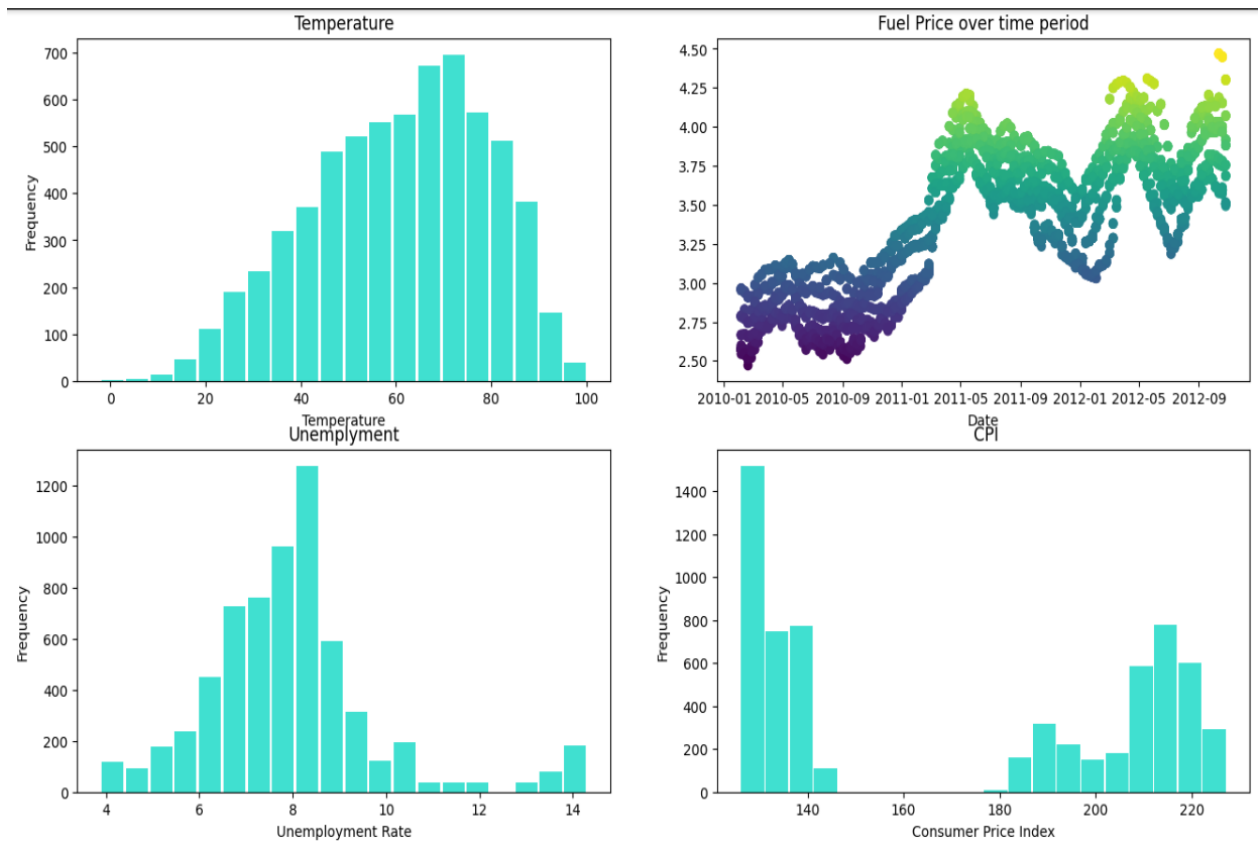 Temperature
Frequency
700
600
500
400
300
200
100
0
0 20 40 60 80 100
Temperature
Fuel Price over time period
4.50
4.25
4.00
3.75
3.50
3.25
3.00
2.75
2.50
2010-01 2010-05 2010-09 2011-01 2011-05 2011-09 2012-01 2012-05 2012-09
Date
Unemplyment
Frequency
1200
1000
800
600
400
200
0
4 6 8 10 12 14
Unemployment Rate
CPI
Frequency
1400
1200
1000
800
600
400
200
0
140 160 180 200 220
Consumer Price Index